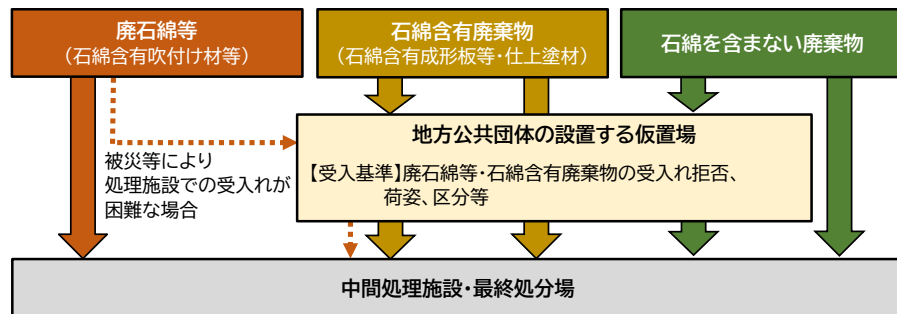 廃石綿等
（石綿含有吹付け材等）
石綿含有廃棄物
（石綿含有成形板等・仕上塗材）
石綿を含まない廃棄物
地方公共団体の設置する仮置場
【受入基準】廃石綿等・石綿含有廃棄物の受入れ拒否、
荷姿、区分等
被災等により
処理施設での受入れが
困難な場合
中間処理施設・最終処分場